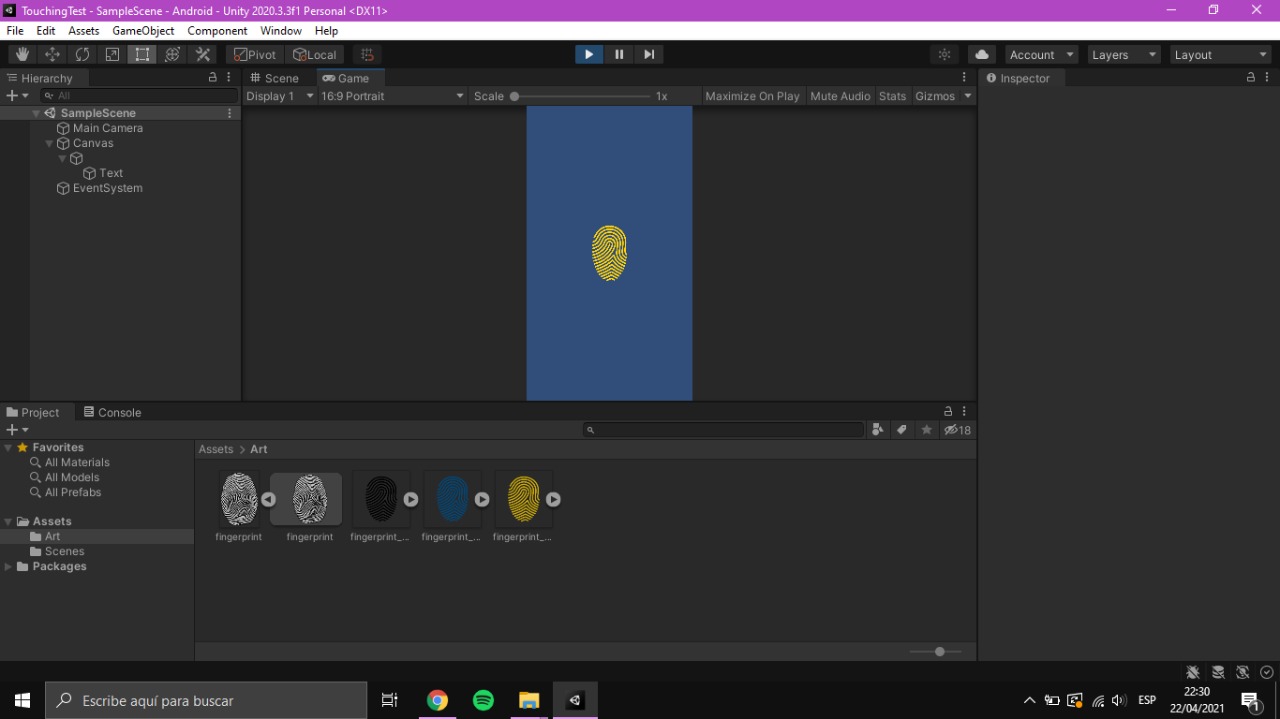 TouchingTest - SampleScene - Android - Unity 2020.3.3f1 Personal <DX11>
File Edit Assets GameObject Component Window Help
Pivot Local Account Layers Layout
Hierarchy Scene Game Inspector
All Display 1 16:9 Portrait Scale 1x Maximize On Play Mute Audio Stats Gizmos
SampleScene
Main Camera
Canvas
Text
EventSystem
Project Console
18
Favorites Assets > Art
All Materials
All Models
All Prefabs
Assets
Art fingerprint fingerprint fingerprint_... fingerprint_... fingerprint_...
Scenes
Packages
Escribe aquí para buscar ESP 22:30
22/04/2021 1